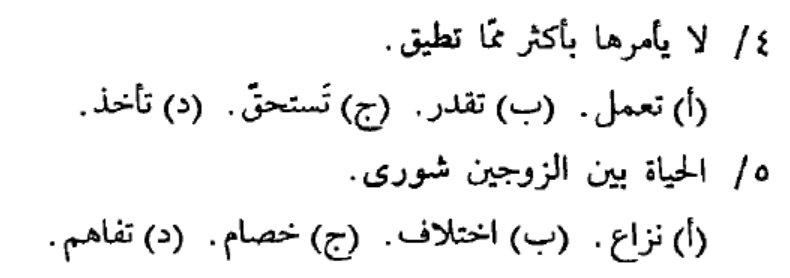 ٤/ لا يأمرها بأكثر ممّا تطيق.
(أ) تعمل. (ب) تقدر. (ج) تَستحقّ. (د) تأخذ.
٥/ الحياة بين الزوجين شورى.
(أ) نزاع. (ب) اختلاف. (ج) خصام. (د) تفاهم.